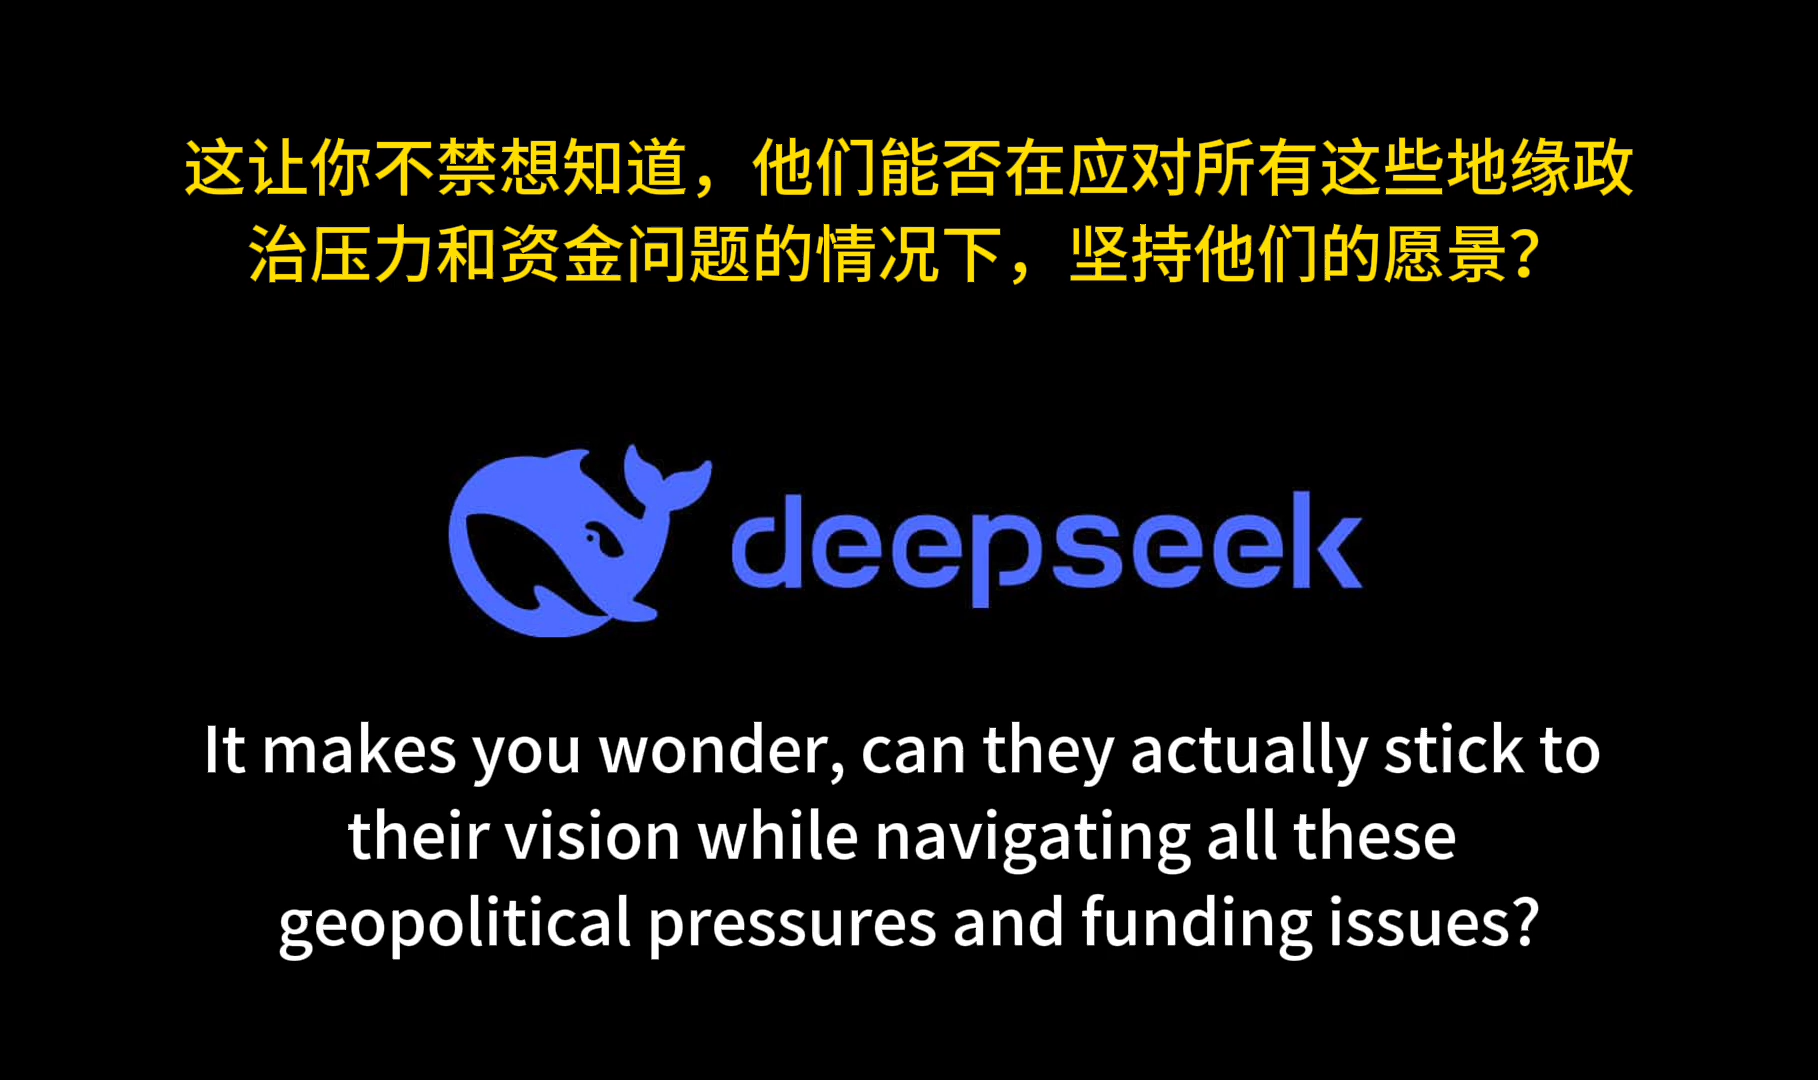 这让你不禁想知道，他们能否在应对所有这些地缘政
治压力和资金问题的情况下，坚持他们的愿景？
deepseek
It makes you wonder, can they actually stick to
their vision while navigating all these
geopolitical pressures and funding issues?